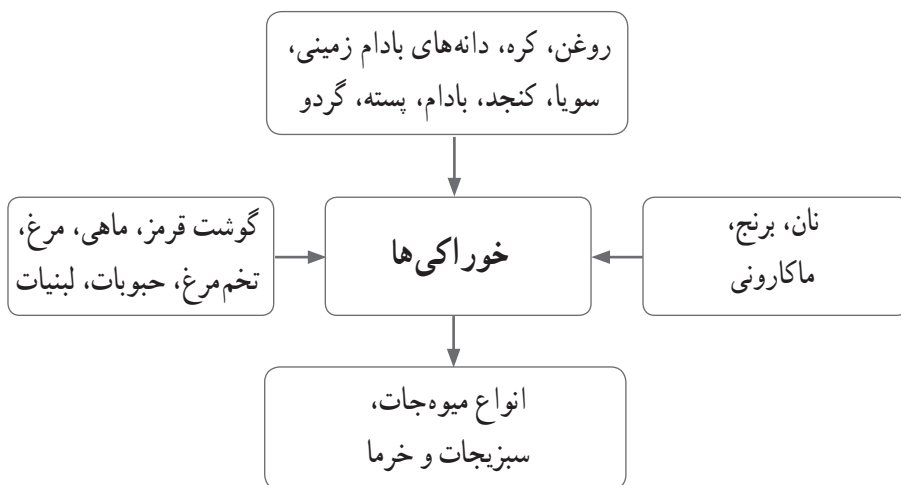 روغن، کره، دانه‌های بادام زمینی،
سویا، کنجد، بادام، پسته، گردو
نان، برنج،
ماکارونی
خوراکی‌ها
گوشت قرمز، ماهی، مرغ،
تخم‌مرغ، حبوبات، لبنیات
انواع میوه‌جات،
سبزیجات و خرما